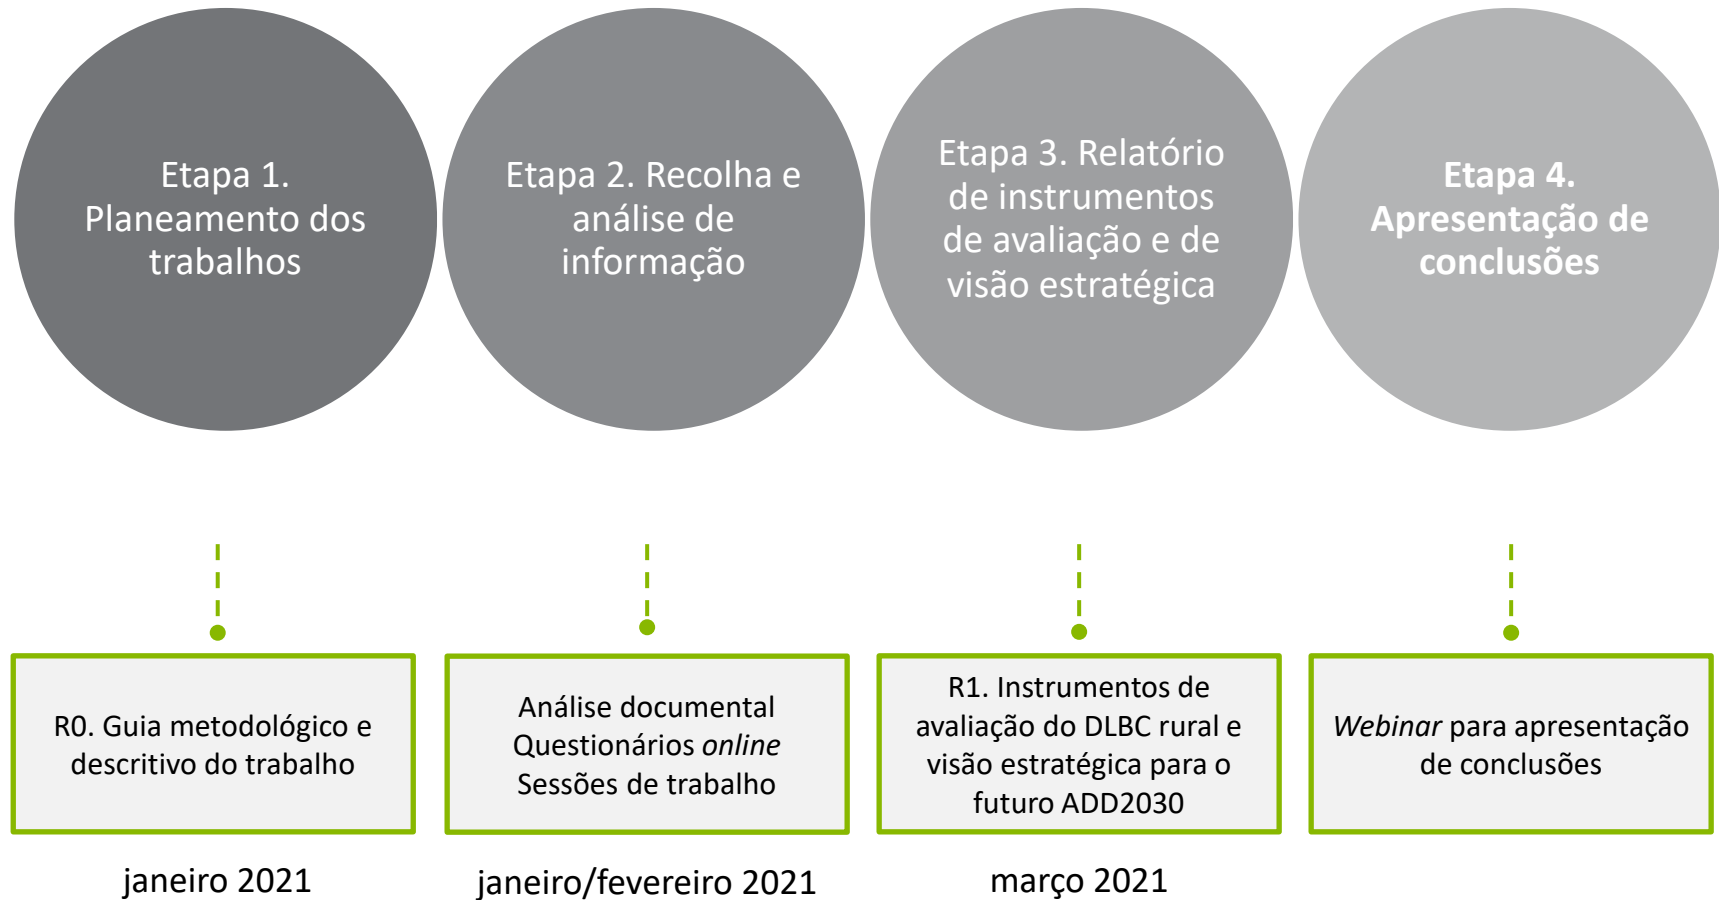 Etapa 1.
Planeamento dos
trabalhos
Etapa 2. Recolha e
análise de
informação
Etapa 3. Relatório
de instrumentos
de avaliação e de
visão estratégica
Etapa 4.
Apresentação de
conclusões
R0. Guia metodológico e
descritivo do trabalho
Análise documental
Questionários online
Sessões de trabalho
R1. Instrumentos de
avaliação do DLBC rural e
visão estratégica para o
futuro ADD2030
Webinar para apresentação
de conclusões
janeiro 2021
janeiro/fevereiro 2021
março 2021